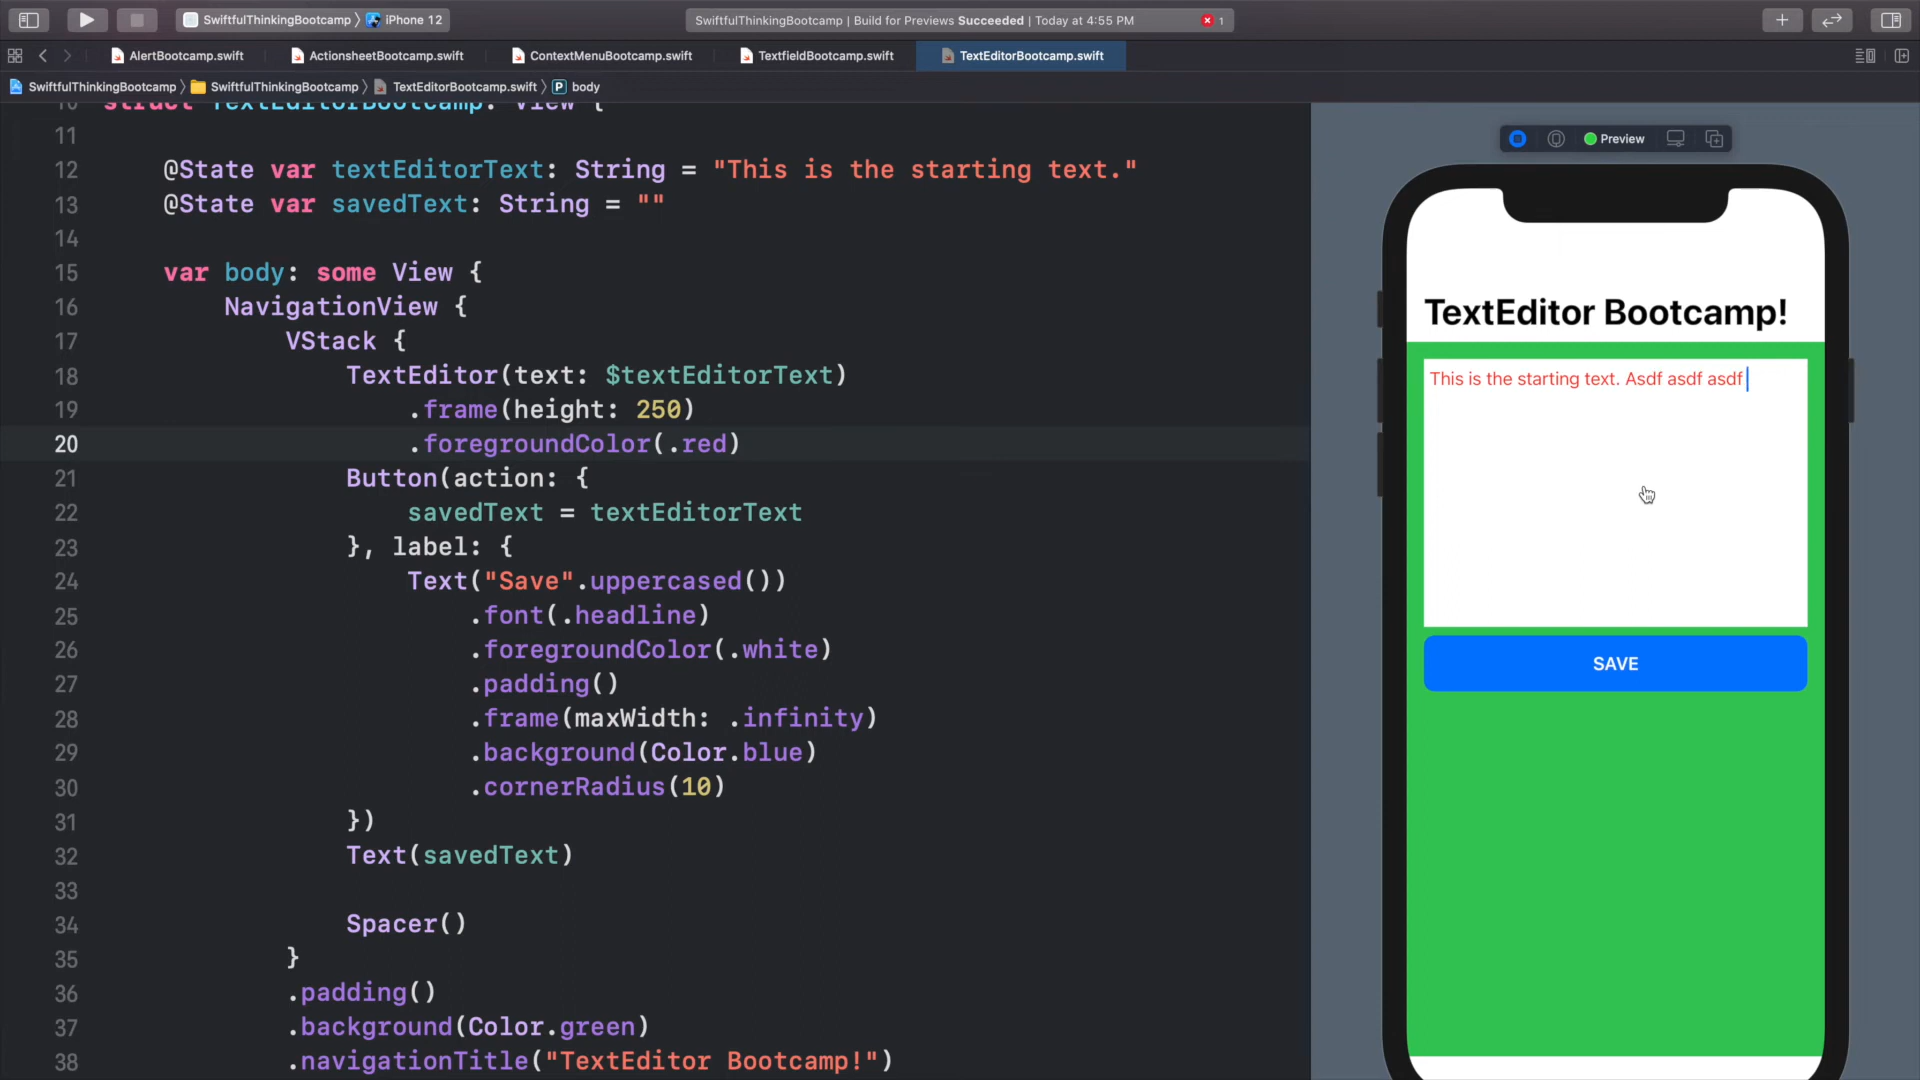 SwiftfulThinkingBootcamp 〉 iPhone 12
SwiftfulThinkingBootcamp | Build for Previews Succeeded | Today at 4:55 PM
1
AlertBootcamp.swift
ActionsheetBootcamp.swift
ContextMenuBootcamp.swift
TextfieldBootcamp.swift
TextEditorBootcamp.swift
SwiftfulThinkingBootcamp 〉 SwiftfulThinkingBootcamp 〉 TextEditorBootcamp.swift 〉 P body
10 struct TextEditorBootcamp: View {
11
12 @State var textEditorText: String = "This is the starting text."
13 @State var savedText: String = ""
14
15 var body: some View {
16 NavigationView {
17 VStack {
18 TextEditor(text: $textEditorText)
19 .frame(height: 250)
20 .foregroundColor(.red)
21 Button(action: {
22 savedText = textEditorText
23 }, label: {
24 Text("Save".uppercased())
25 .font(.headline)
26 .foregroundColor(.white)
27 .padding()
28 .frame(maxWidth: .infinity)
29 .background(Color.blue)
30 .cornerRadius(10)
31 })
32 Text(savedText)
33
34 Spacer()
35 }
36 .padding()
37 .background(Color.green)
38 .navigationTitle("TextEditor Bootcamp!")
Preview
TextEditor Bootcamp!
This is the starting text. Asdf asdf asdf
SAVE